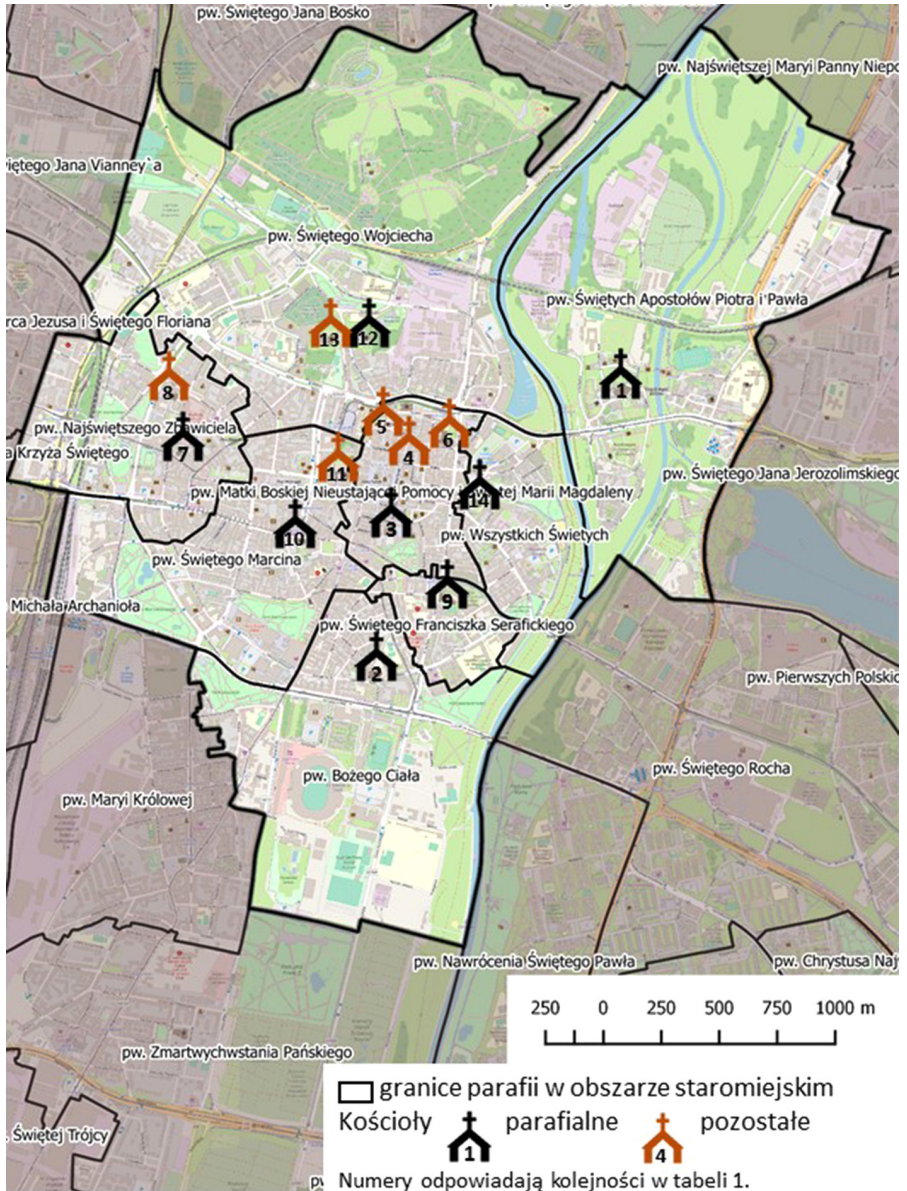 pw. Świętego Jana Bosko
pw. Najświętszej Maryi Panny Niepo
więtego Jana Vianney`a
pw. Świętego Wojciecha
pw. Świętych Apostołów Piotra i Pawła
rca Jezusa i Świętego Floriana
13
12
1
8
5
6
4
pw. Najświętszego Zbawiciela
7
a Krzyża Świętego
11
pw. Świętego Jana Jerozolimskiego
pw. Matki Boskiej Nieustającej Pomocy i Świętej Marii Magdaleny
14
3
10
pw. Wszystkich Świętych
pw. Świętego Marcina
9
Michała Archanioła
pw. Świętego Franciszka Serafickiego
2
pw. Pierwszych Polskic
pw. Bożego Ciała
pw. Świętego Rocha
pw. Maryi Królowej
pw. Nawrócenia Świętego Pawła
pw. Chrystusa Najw
250 0 250 500 750 1000 m
pw. Zmartwychwstania Pańskiego
granice parafii w obszarze staromiejskim
Kościoły 1 parafialne 4 pozostałe
. Świętej Trójcy
Numery odpowiadają kolejności w tabeli 1.